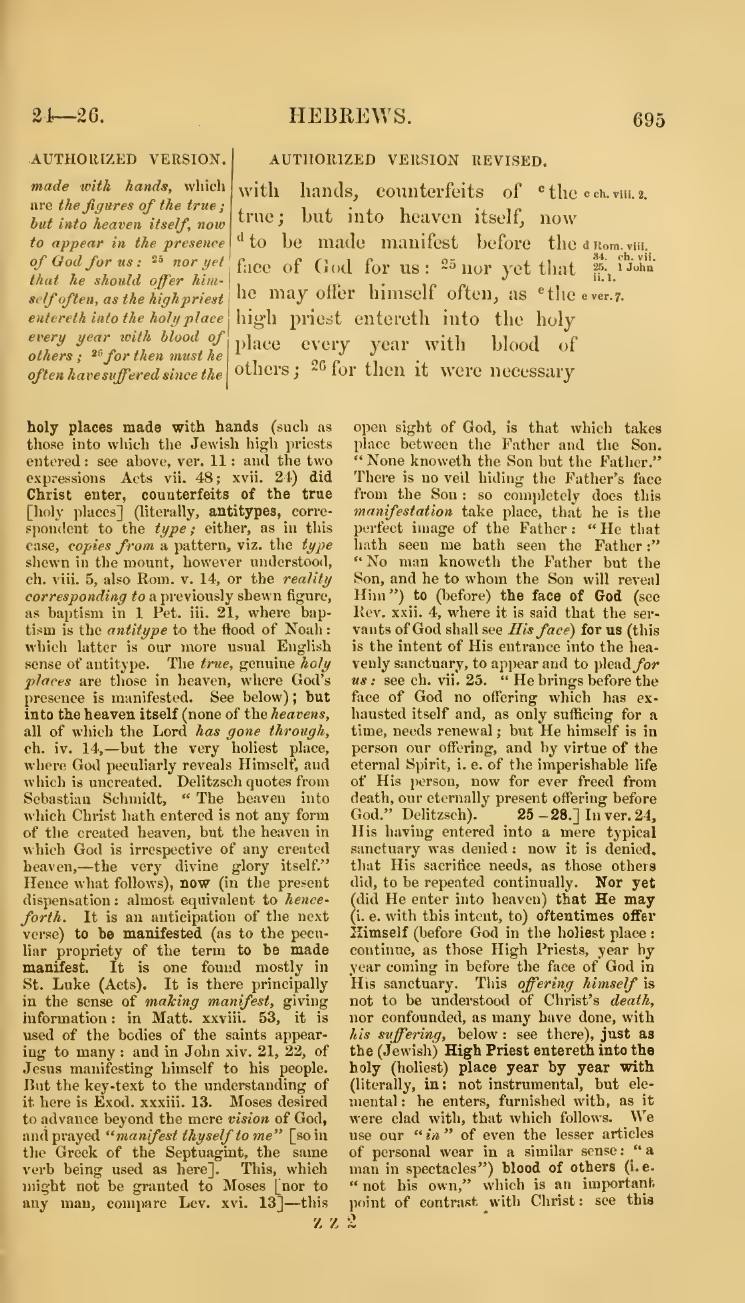 24—26.
HEBREWS.
695
AUTHORIZED VERSION.
made with hands, which
are the figures of the true;
but into heaven itself, now
to appear in the presence
of God for us: 25 nor yet
that he should offer him-
self often, as the high priest
entereth into the holy place
every year with blood of
others; 26 for then must he
often have suffered since the
AUTHORIZED VERSION REVISED.
with hands, counterfeits of c the
true; but into heaven itself, now
d to be made manifest before the
face of God for us: 25 nor yet that
he may offer himself often, as e the
high priest entereth into the holy
place every year with blood of
others; 26 for then it were necessary
c ch. viii. 2.
d Rom. viii.
34. ch. vii.
25. 1 John
ii. 1.
e ver. 7.
holy places made with hands (such as
those into which the Jewish high priests
entered: see above, ver. 11: and the two
expressions Acts vii. 48; xvii. 24) did
Christ enter, counterfeits of the true
[holy places] (literally, antitypes, corre-
spondent to the type; either, as in this
case, copies from a pattern, viz. the type
shewn in the mount, however understood,
ch. viii. 5, also Rom. v. 14, or the reality
corresponding to a previously shewn figure,
as baptism in 1 Pet. iii. 21, where bap-
tism is the antitype to the flood of Noah:
which latter is our more usual English
sense of antitype. The true, genuine holy
places are those in heaven, where God's
presence is manifested. See below); but
into the heaven itself (none of the heavens,
all of which the Lord has gone through,
ch. iv. 14,—but the very holiest place,
where God peculiarly reveals Himself, and
which is uncreated. Delitzsch quotes from
Sebastian Schmidt, “ The heaven into
which Christ hath entered is not any form
of the created heaven, but the heaven in
which God is irrespective of any created
heaven,—the very divine glory itself.”
Hence what follows), now (in the present
dispensation: almost equivalent to hence-
forth. It is an anticipation of the next
verse) to be manifested (as to the pecu-
liar propriety of the term to be made
manifest. It is one found mostly in
St. Luke (Acts). It is there principally
in the sense of making manifest, giving
information: in Matt. xxviii. 53, it is
used of the bodies of the saints appear-
ing to many: and in John xiv. 21, 22, of
Jesus manifesting himself to his people.
But the key-text to the understanding of
it here is Exod. xxxiii. 13. Moses desired
to advance beyond the mere vision of God,
and prayed “manifest thyself to me” [so in
the Greek of the Septuagint, the same
verb being used as here]. This, which
might not be granted to Moses [nor to
any man, compare Lev. xvi. 13]—this
open sight of God, is that which takes
place between the Father and the Son.
“ None knoweth the Son but the Father.”
There is no veil hiding the Father's face
from the Son: so completely does this
manifestation take place, that he is the
perfect image of the Father: “ He that
hath seen me hath seen the Father:”
“ No man knoweth the Father but the
Son, and he to whom the Son will reveal
Him”) to (before) the face of God (see
Rev. xxii. 4, where it is said that the ser-
vants of God shall see His face) for us (this
is the intent of His entrance into the hea-
venly sanctuary, to appear and to plead for
us: see ch. vii. 25. “ He brings before the
face of God no offering which has ex-
hausted itself and, as only sufficing for a
time, needs renewal; but He himself is in
person our offering, and by virtue of the
eternal Spirit, i. e. of the imperishable life
of His person, now for ever freed from
death, our eternally present offering before
God.” Delitzsch). 25–28.] In ver. 24,
His having entered into a mere typical
sanctuary was denied: now it is denied,
that His sacrifice needs, as those others
did, to be repeated continually. Nor yet
(did He enter into heaven) that He may
(i. e. with this intent, to) oftentimes offer
Himself (before God in the holiest place:
continue, as those High Priests, year by
year coming in before the face of God in
His sanctuary. This offering himself is
not to be understood of Christ's death,
nor confounded, as many have done, with
his suffering, below: see there), just as
the (Jewish) High Priest entereth into the
holy (holiest) place year by year with
(literally, in: not instrumental, but ele-
mental: he enters, furnished with, as it
were clad with, that which follows. We
use our “in” of even the lesser articles
of personal wear in a similar sense: “a
man in spectacles”) blood of others (i. e.
“ not his own,” which is an important
point of contrast with Christ: see this
Z Z 2